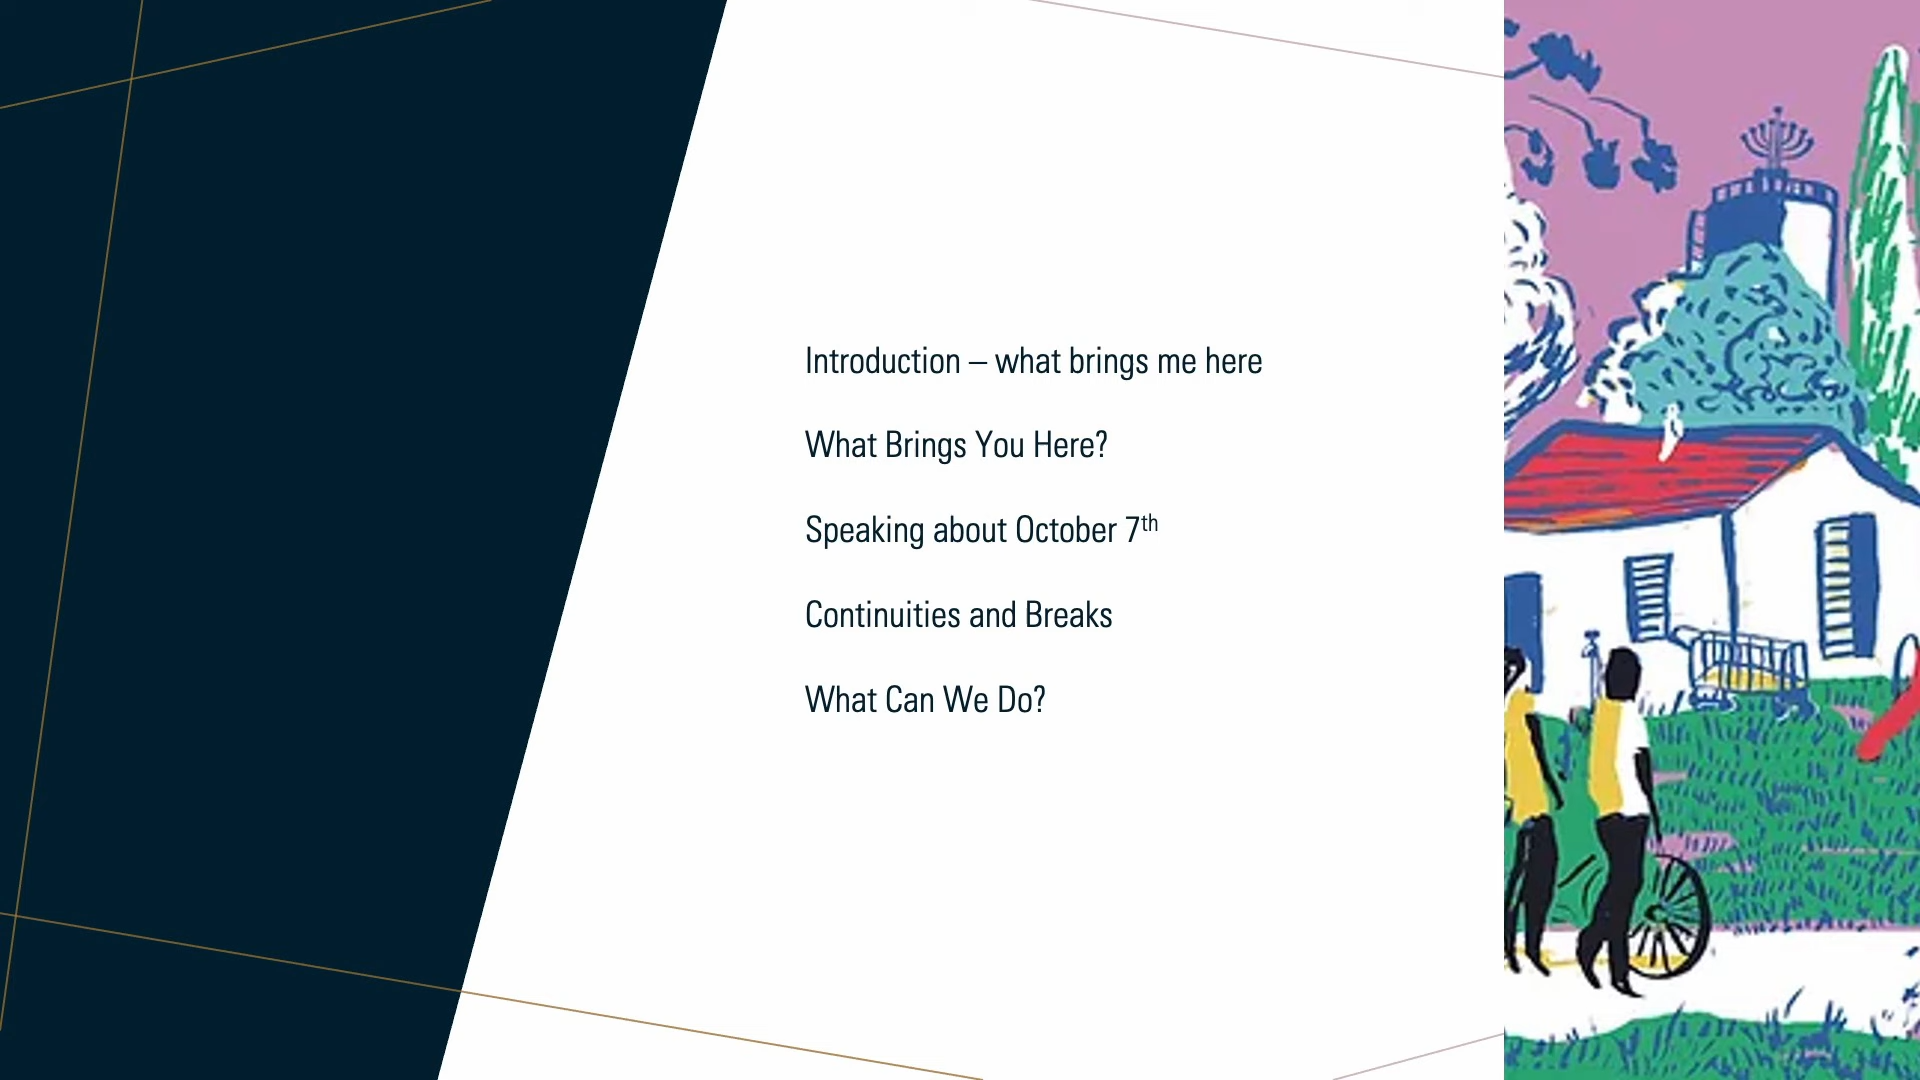 Introduction – what brings me here
What Brings You Here?
Speaking about October 7th
Continuities and Breaks
What Can We Do?